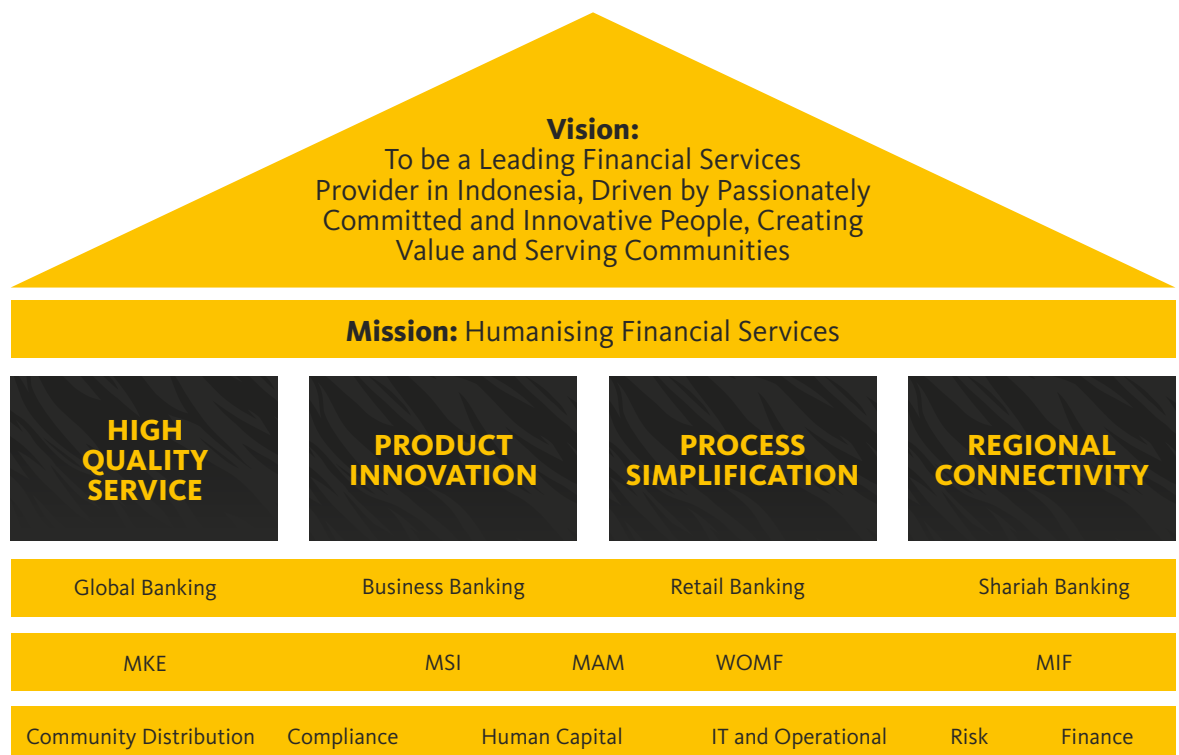 Vision:
To be a Leading Financial Services
Provider in Indonesia, Driven by Passionately
Committed and Innovative People, Creating
Value and Serving Communities
Mission: Humanising Financial Services
HIGH
QUALITY
SERVICE
PRODUCT
INNOVATION
PROCESS
SIMPLIFICATION
REGIONAL
CONNECTIVITY
Global Banking Business Banking Retail Banking Shariah Banking
MKE MSI MAM WOMF MIF
Community Distribution Compliance Human Capital IT and Operational Risk Finance